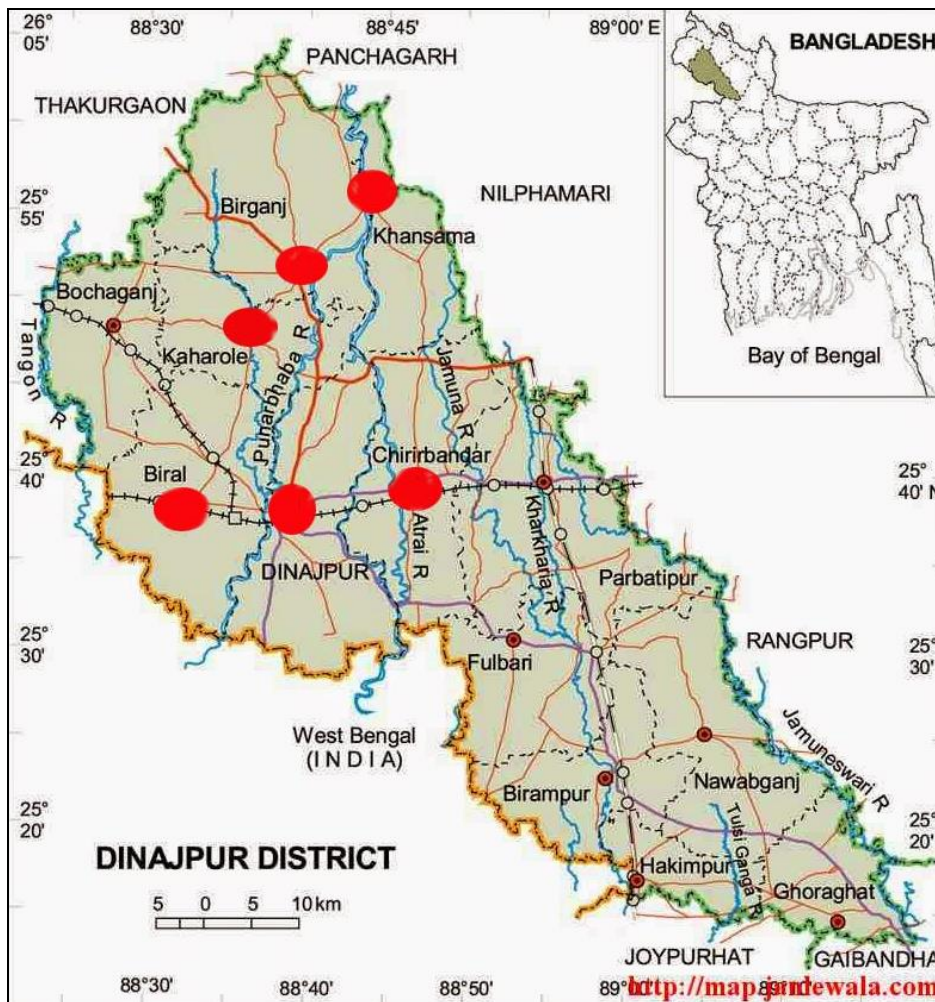 26°
05'
88°30'
88°45'
89°00' E
PANCHAGARH
THAKURGAON
BANGLADESH
25°
55'
Birganj
NILPHAMARI
Khansama
Bochaganj
Tangon R
Kaharole
Punarbhaba R
Jamuna R
Bay of Bengal
25°
40'
Biral
Chirirbandar
25°
40' N
Atrai R
Kharkharia R
DINAJPUR
Parbatipur
25°
30'
Fulbari
RANGPUR
25°
30'
West Bengal
(INDIA)
Jamuneswari R
25°
20'
Birampur
Nawabganj
25°
20'
DINAJPUR DISTRICT
Tulsi Ganga R
Hakimpur
Ghoraghat
5 0 5 10 km
JOYPURHAT
GAIBANDHA
88°30'
88°40'
88°50'